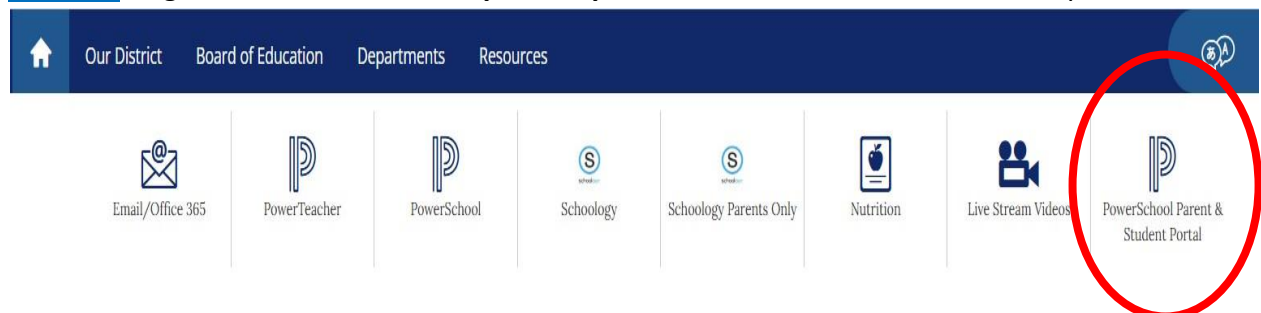 Our District Board of Education Departments Resources
あ A
Email/Office 365 PowerTeacher PowerSchool Schoology Schoology Parents Only Nutrition Live Stream Videos PowerSchool Parent &
Student Portal